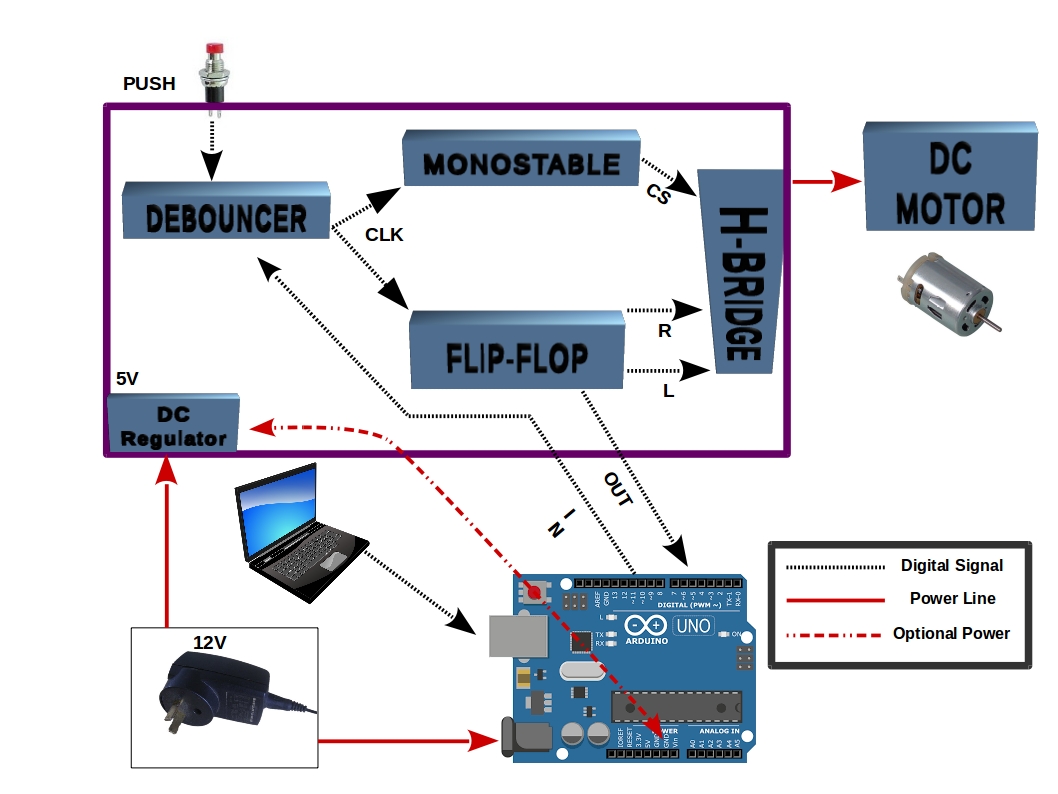 PUSH
MONOSTABLE
DC
MOTOR
DEBOUNCER
CS
CLK
H-BRIDGE
R
FLIP-FLOP
L
5V
DC
Regulator
OUT
IN
Digital Signal
Power Line
Optional Power
12V
AREF
GND
13
12
~11
~10
~9
8
7
~6
~5
4
~3
2
TX-1
RX-0
DIGITAL (PWM ~)
L
TX
RX
UNO
ARDUINO
ON
POWER
ANALOG IN
IOREF
RESET
3.3V
5V
GND
GND
Vin
A0
A1
A2
A3
A4
A5